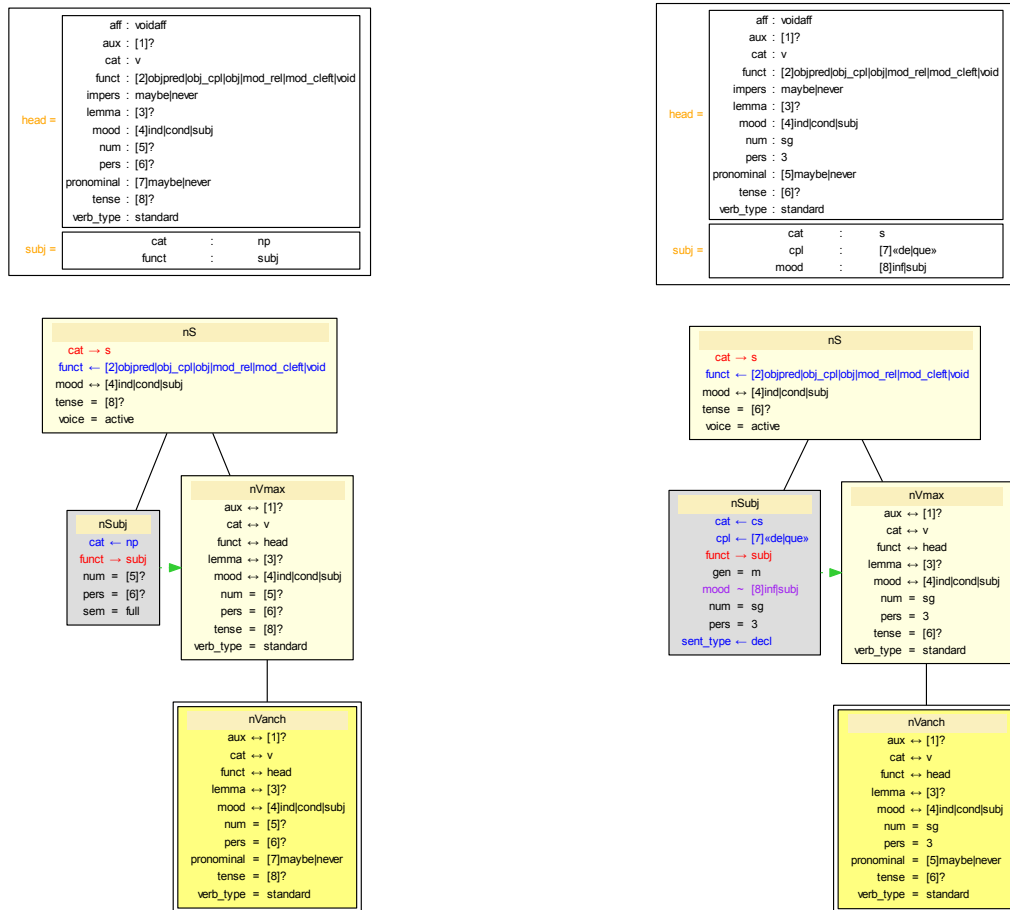 head =
aff : voidaff
aux : [1]?
cat : v
funct : [2]objpred|obj_cpl|obj|mod_rel|mod_cleft|void
impers : maybe|never
lemma : [3]?
mood : [4]ind|cond|subj
num : [5]?
pers : [6]?
pronominal : [7]maybe|never
tense : [8]?
verb_type : standard
subj =
cat : np
funct : subj
nS
cat → s
funct ← [2]objpred|obj_cpl|obj|mod_rel|mod_cleft|void
mood ↔ [4]ind|cond|subj
tense = [8]?
voice = active
nSubj
cat ← np
funct → subj
num = [5]?
pers = [6]?
sem = full
nVmax
aux ↔ [1]?
cat ↔ v
funct ↔ head
lemma ↔ [3]?
mood ↔ [4]ind|cond|subj
num = [5]?
pers = [6]?
tense = [8]?
verb_type = standard
nVanch
aux ↔ [1]?
cat ↔ v
funct ↔ head
lemma ↔ [3]?
mood ↔ [4]ind|cond|subj
num = [5]?
pers = [6]?
pronominal = [7]maybe|never
tense = [8]?
verb_type = standard
head =
aff : voidaff
aux : [1]?
cat : v
funct : [2]objpred|obj_cpl|obj|mod_rel|mod_cleft|void
impers : maybe|never
lemma : [3]?
mood : [4]ind|cond|subj
num : sg
pers : 3
pronominal : [5]maybe|never
tense : [6]?
verb_type : standard
subj =
cat : s
cpl : [7]«de|que»
mood : [8]inf|subj
nS
cat → s
funct ← [2]objpred|obj_cpl|obj|mod_rel|mod_cleft|void
mood ↔ [4]ind|cond|subj
tense = [6]?
voice = active
nSubj
cat ← cs
cpl ← [7]«de|que»
funct → subj
gen = m
mood ~ [8]inf|subj
num = sg
pers = 3
sent_type ← decl
nVmax
aux ↔ [1]?
cat ↔ v
funct ↔ head
lemma ↔ [3]?
mood ↔ [4]ind|cond|subj
num = sg
pers = 3
tense = [6]?
verb_type = standard
nVanch
aux ↔ [1]?
cat ↔ v
funct ↔ head
lemma ↔ [3]?
mood ↔ [4]ind|cond|subj
num = sg
pers = 3
pronominal = [5]maybe|never
tense = [6]?
verb_type = standard